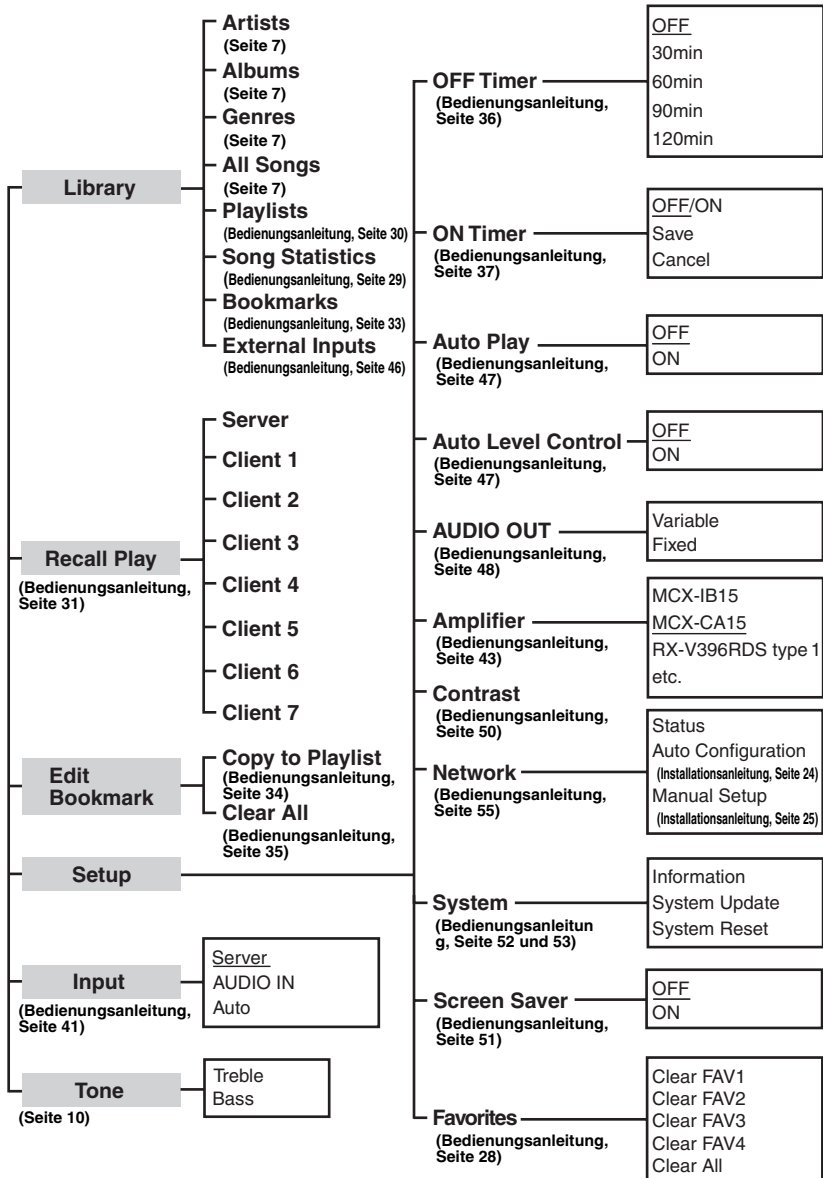 Library
Artists
(Seite 7)
Albums
(Seite 7)
Genres
(Seite 7)
All Songs
(Seite 7)
Playlists
(Bedienungsanleitung, Seite 30)
Song Statistics
(Bedienungsanleitung, Seite 29)
Bookmarks
(Bedienungsanleitung, Seite 33)
External Inputs
(Bedienungsanleitung, Seite 46)
Recall Play
(Bedienungsanleitung,
Seite 31)
Server
Client 1
Client 2
Client 3
Client 4
Client 5
Client 6
Client 7
Edit
Bookmark
Copy to Playlist
(Bedienungsanleitung,
Seite 34)
Clear All
(Bedienungsanleitung,
Seite 35)
Setup
Input
(Bedienungsanleitung,
Seite 41)
Server
AUDIO IN
Auto
Tone
(Seite 10)
Treble
Bass
OFF Timer
(Bedienungsanleitung,
Seite 36)
OFF
30min
60min
90min
120min
ON Timer
(Bedienungsanleitung,
Seite 37)
OFF/ON
Save
Cancel
Auto Play
(Bedienungsanleitung,
Seite 47)
OFF
ON
Auto Level Control
(Bedienungsanleitung,
Seite 47)
OFF
ON
AUDIO OUT
(Bedienungsanleitung,
Seite 48)
Variable
Fixed
Amplifier
(Bedienungsanleitung,
Seite 43)
MCX-IB15
MCX-CA15
RX-V396RDS type 1
etc.
Contrast
(Bedienungsanleitung,
Seite 50)
Network
(Bedienungsanleitung,
Seite 55)
Status
Auto Configuration
(Installationsanleitung, Seite 24)
Manual Setup
(Installationsanleitung, Seite 25)
System
(Bedienungsanleitun
g, Seite 52 und 53)
Information
System Update
System Reset
Screen Saver
(Bedienungsanleitung,
Seite 51)
OFF
ON
Favorites
(Bedienungsanleitung,
Seite 28)
Clear FAV1
Clear FAV2
Clear FAV3
Clear FAV4
Clear All